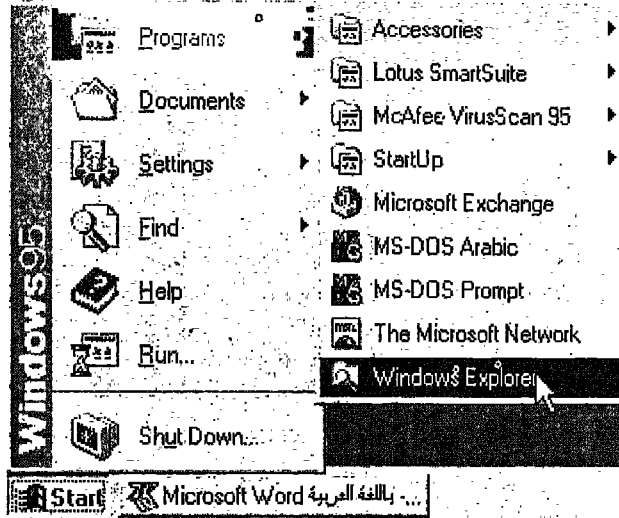 Programs
Documents
Settings
Find
Help
Run...
Shut Down...
Windows95
Accessories
Lotus SmartSuite
McAfee VirusScan 95
StartUp
Microsoft Exchange
MS-DOS Arabic
MS-DOS Prompt
The Microsoft Network
Windows Explorer
Start
Microsoft Word باللغة العربية -...